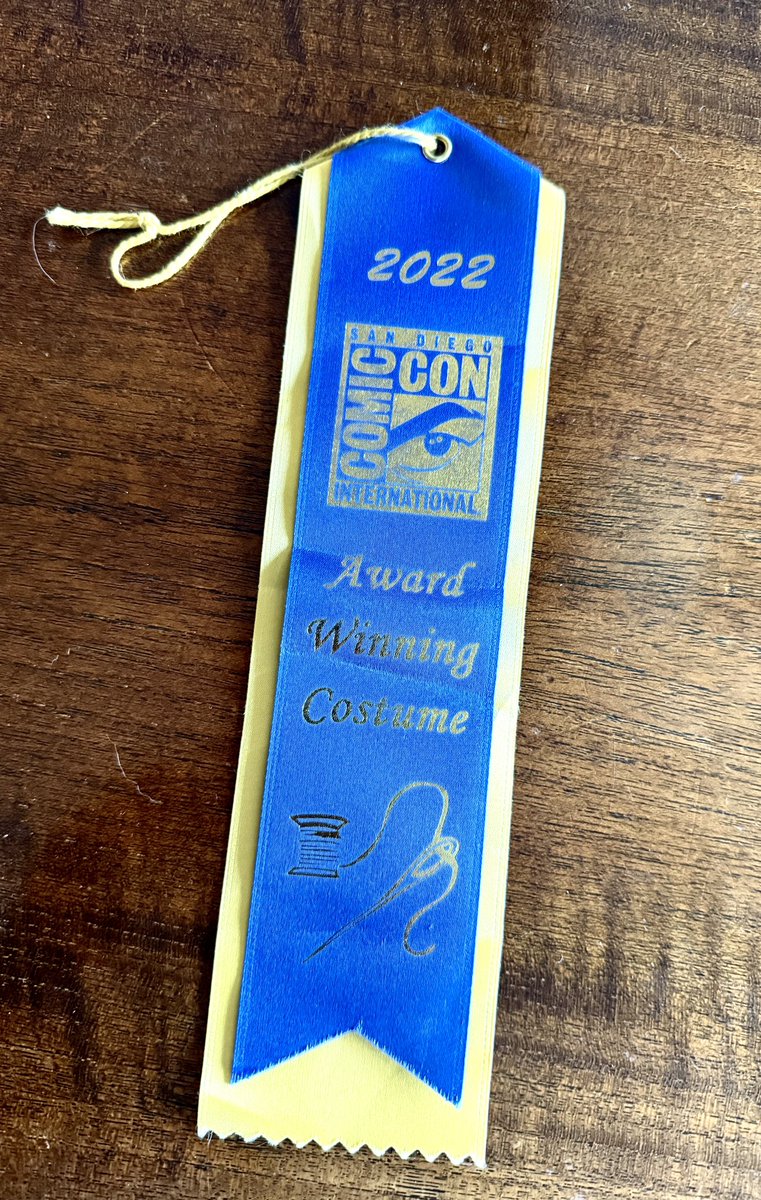 2022
SAN DIEGO
COMIC CON
INTERNATIONAL
Award
Winning
Costume